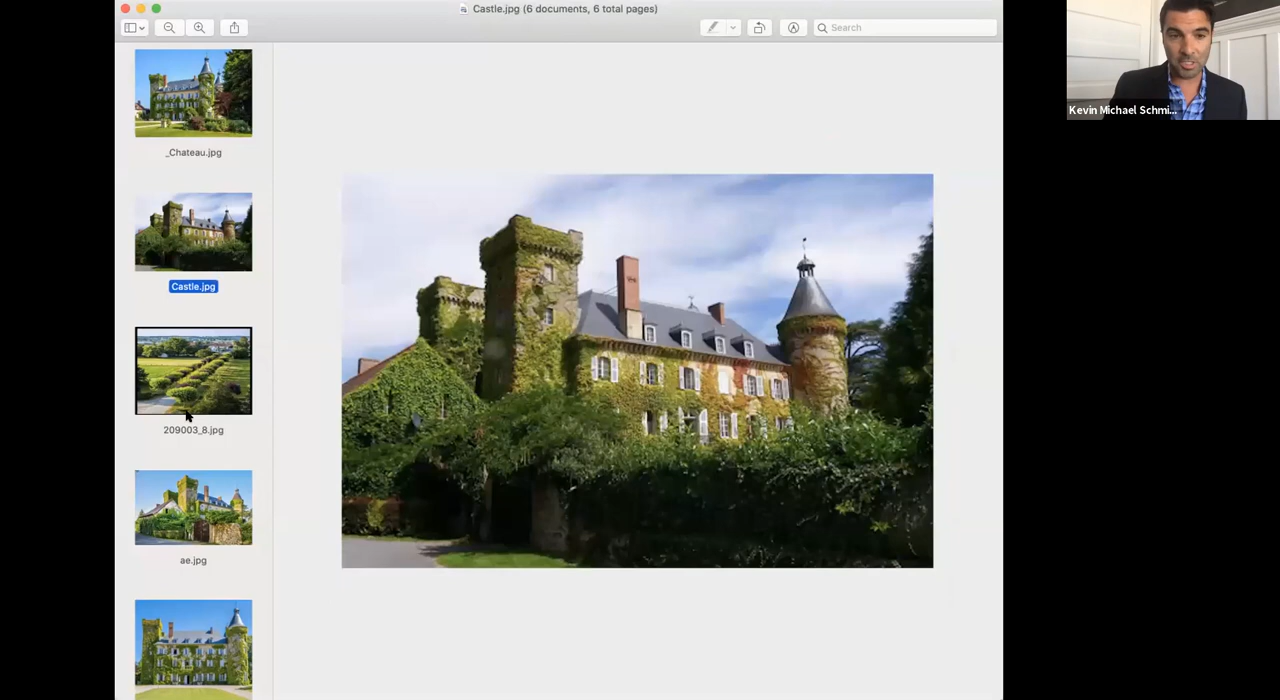 Castle.jpg (6 documents, 6 total pages)
Search
_Chateau.jpg
Castle.jpg
209003_8.jpg
ae.jpg
Kevin Michael Schmi...